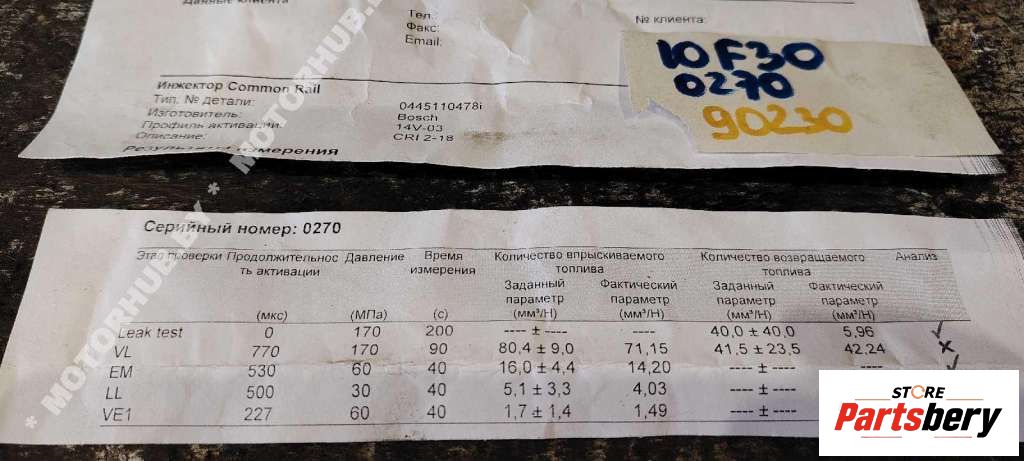 Данные клиента
Тел.:
Факс:
Email:
№ клиента:
10F30
0270
90230
Инжектор Common Rail
Тип. № детали: 0445110478i
Изготовитель: Bosch
Профиль активации: 14V-03
Описание: CRI 2-18
Результаты измерения
* MOTORHUB.BY * MOTORHUB.BY
Серийный номер: 0270
Этап проверки Продолжительнос Давление Время Количество впрыскиваемого Количество возвращаемого Анализ
ть активации измерения топлива топлива
Заданный Фактический Заданный Фактический
параметр параметр параметр параметр
(мкс) (МПа) (с) (мм³/H) (мм³/H) (мм³/H) (мм³/H)
Leak test 0 170 200 ---- ± ---- ---- 40,0 ± 40,0 5,96 ✓
VL 770 170 90 80,4 ± 9,0 71,15 41,5 ± 23,5 42,24 ×
EM 530 60 40 16,0 ± 4,4 14,20 ---- ± ---- ---- ✓
LL 500 30 40 5,1 ± 3,3 4,03 ---- ± ----
VE1 227 60 40 1,7 ± 1,4 1,49 ---- ±
STORE
Partsbery